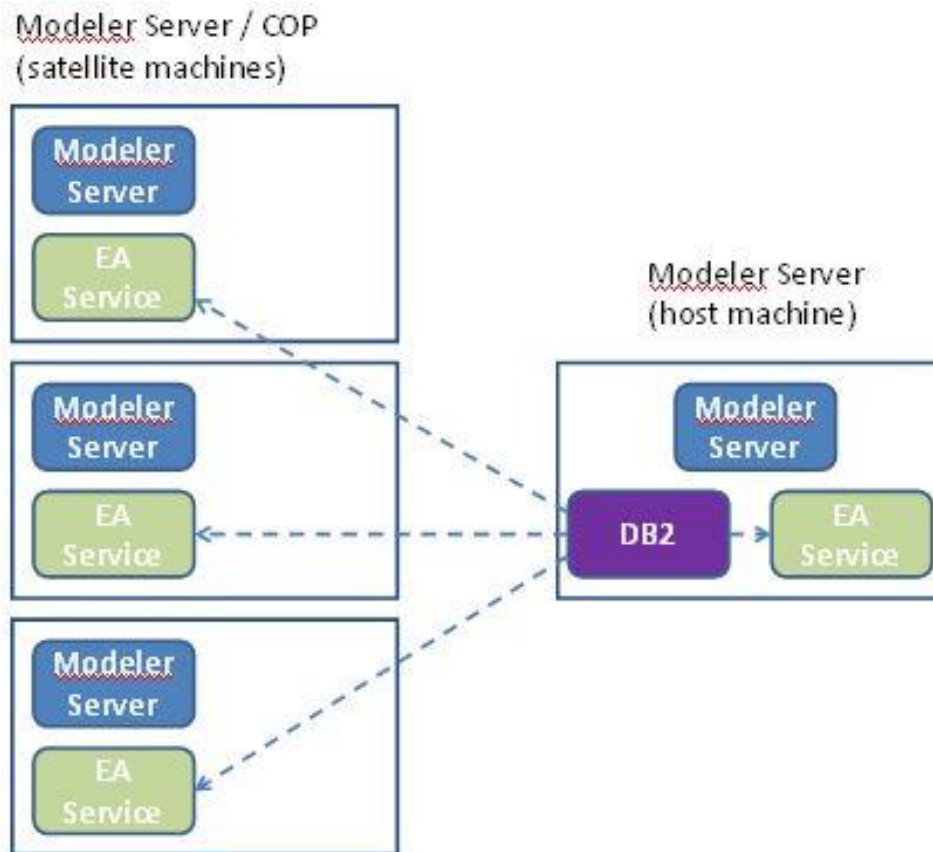 Modeler Server / COP
(satellite machines)
Modeler
Server
EA
Service
Modeler
Server
EA
Service
Modeler
Server
EA
Service
Modeler Server
(host machine)
Modeler
Server
DB2
EA
Service